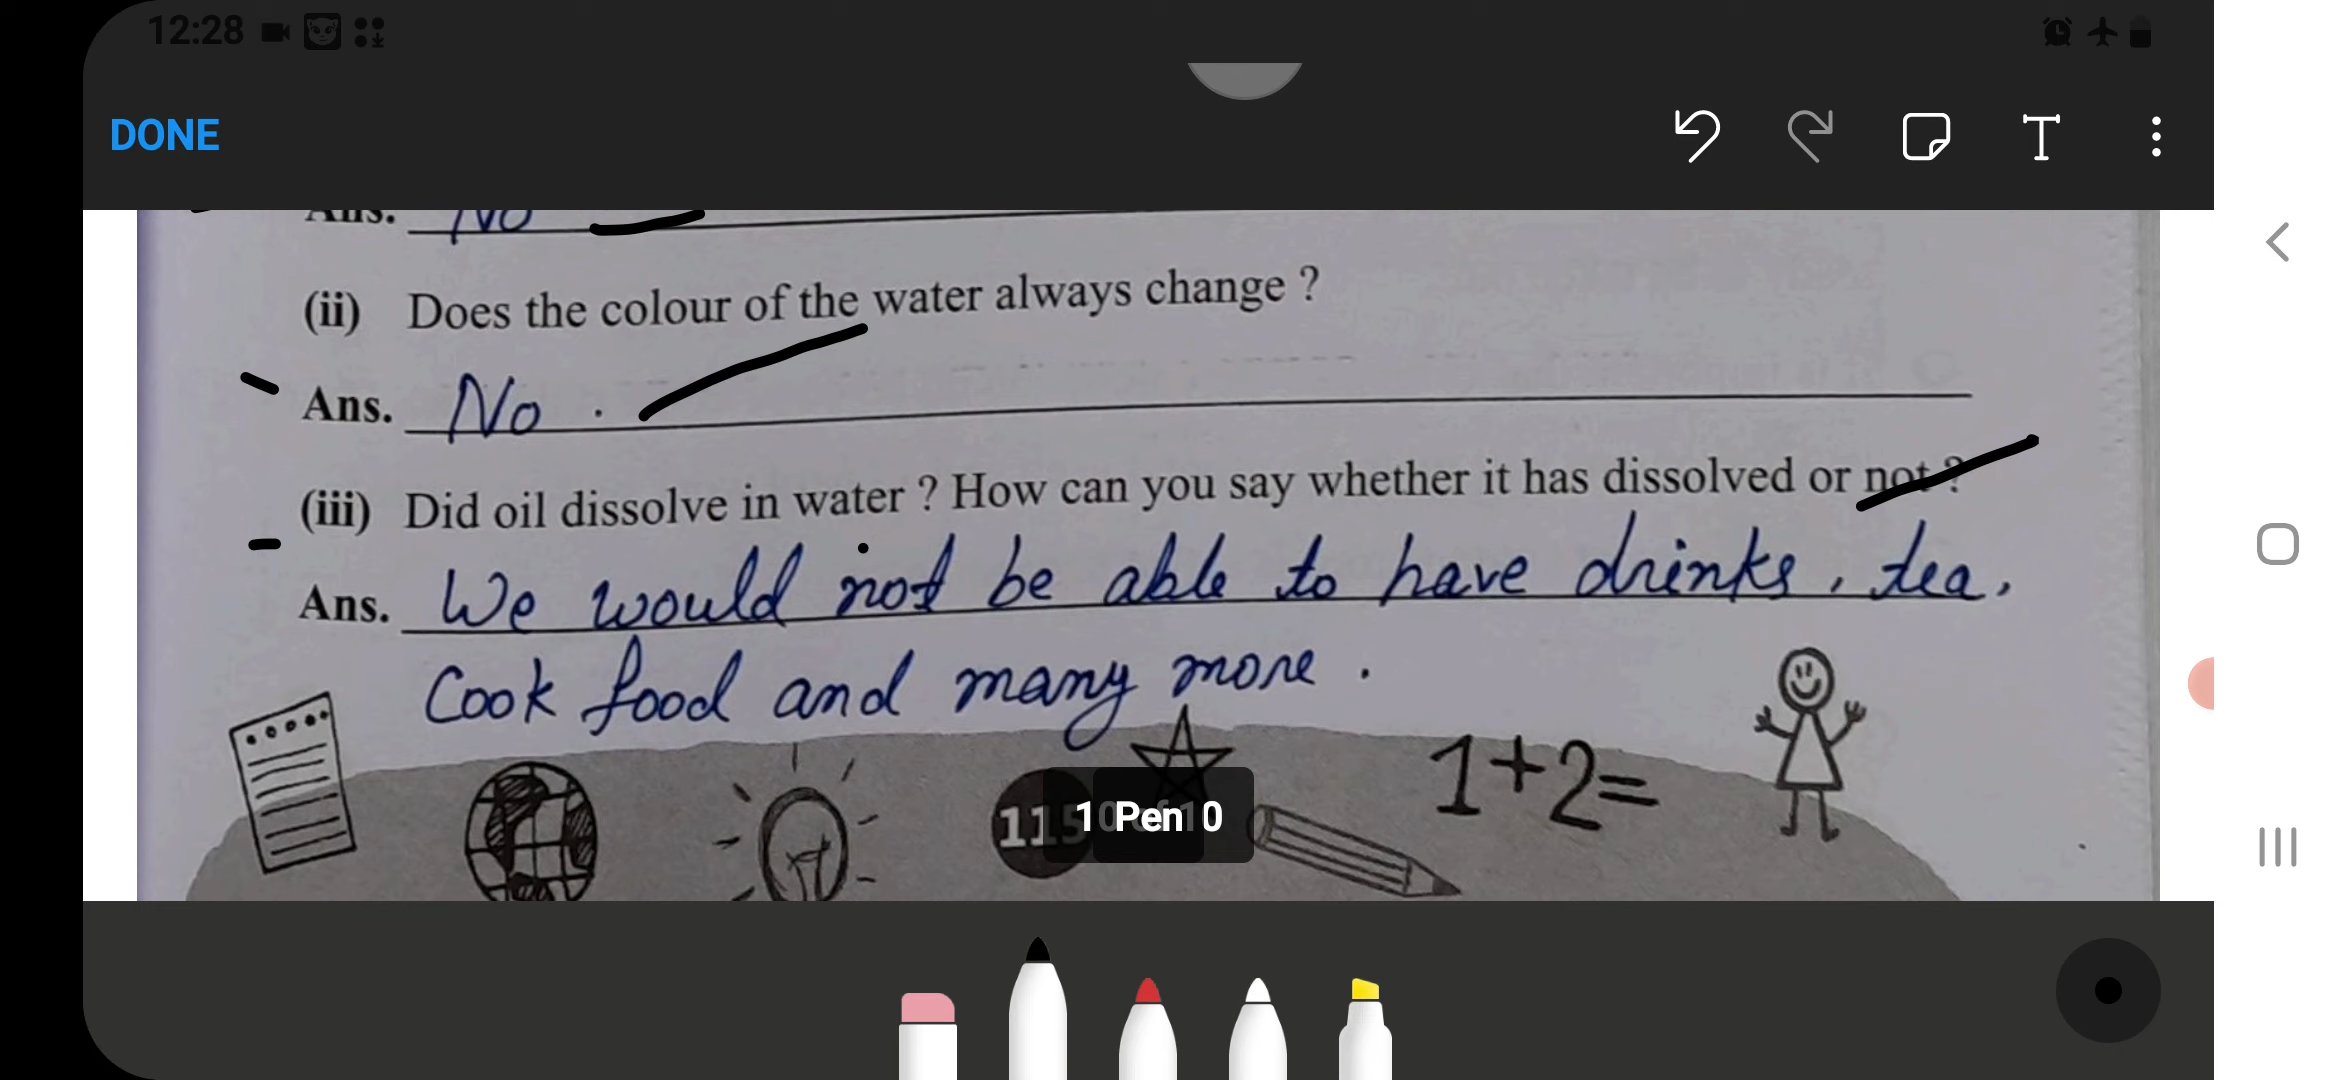 12:28
DONE
T
Ans. No
(ii) Does the colour of the water always change ?
Ans. No .
(iii) Did oil dissolve in water ? How can you say whether it has dissolved or not ?
Ans. We would not be able to have drinks, tea,
Cook food and many more .
1+2=
115
Pen